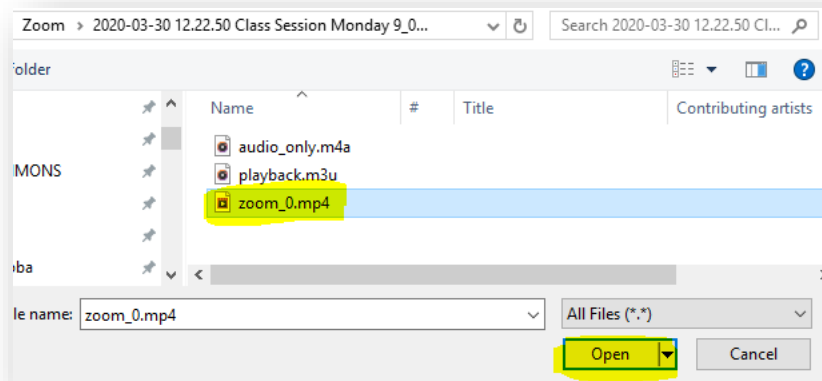 Zoom > 2020-03-30 12.22.50 Class Session Monday 9_0... Search 2020-03-30 12.22.50 Cl...
folder
Name # Title Contributing artists
audio_only.m4a
MMONS playback.m3u
zoom_0.mp4
oba
le name: zoom_0.mp4 All Files (*.*)
Open Cancel